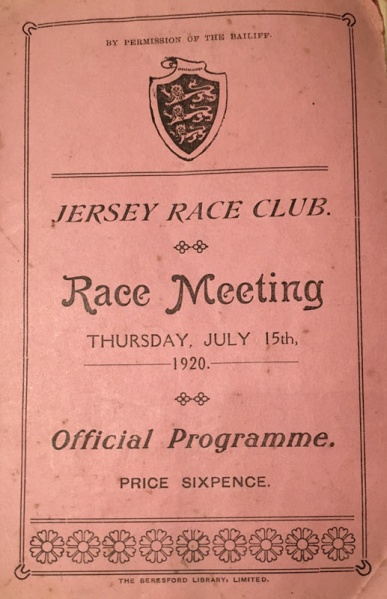 BY PERMISSION OF THE BAILIFF.
JERSEY RACE CLUB.
Race Meeting
THURSDAY, JULY 15th,
1920.
Official Programme.
PRICE SIXPENCE.
THE BERESFORD LIBRARY, LIMITED.